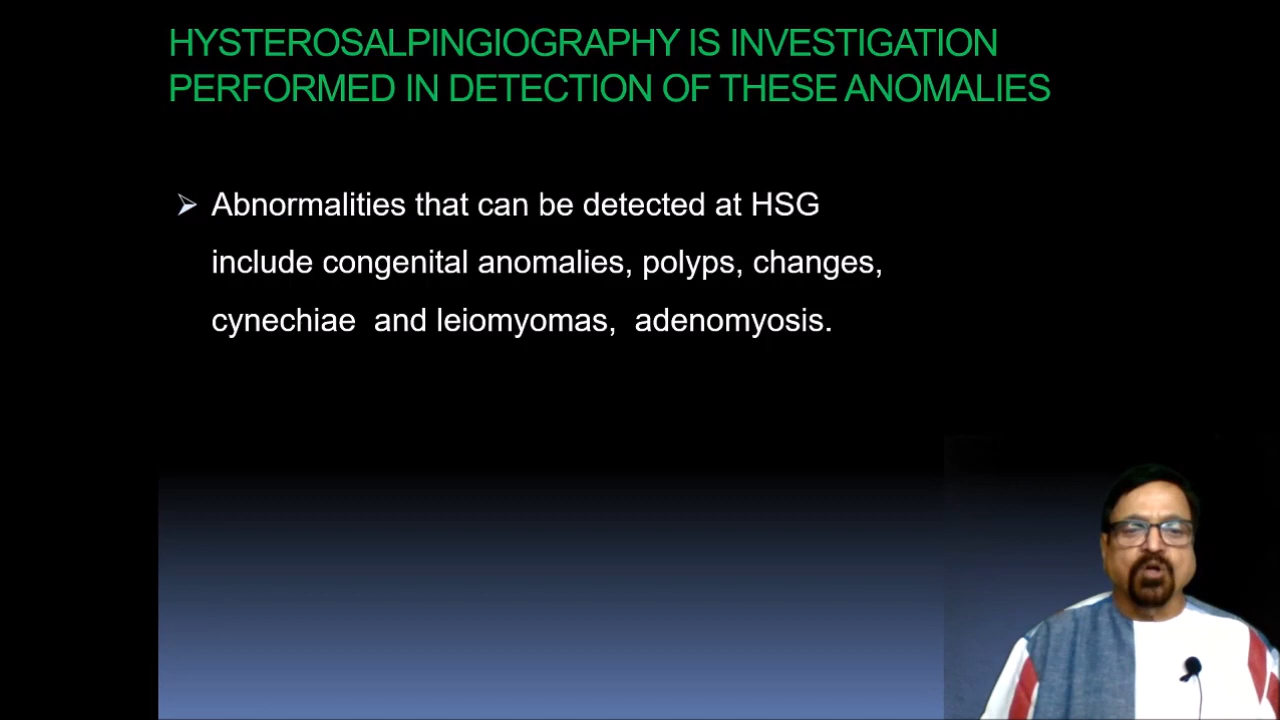 HYSTEROSALPINGIOGRAPHY IS INVESTIGATION
PERFORMED IN DETECTION OF THESE ANOMALIES
Abnormalities that can be detected at HSG
include congenital anomalies, polyps, changes,
cynechiae and leiomyomas, adenomyosis.